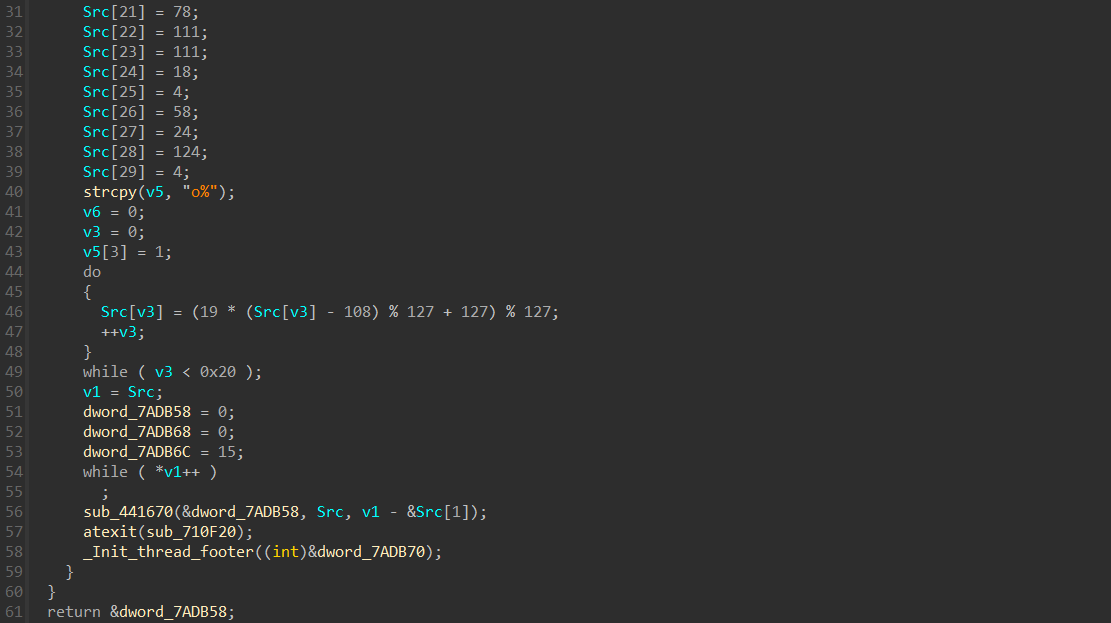 31 Src[21] = 78;
32 Src[22] = 111;
33 Src[23] = 111;
34 Src[24] = 18;
35 Src[25] = 4;
36 Src[26] = 58;
37 Src[27] = 24;
38 Src[28] = 124;
39 Src[29] = 4;
40 strcpy(v5, "o%");
41 v6 = 0;
42 v3 = 0;
43 v5[3] = 1;
44 do
45 {
46 Src[v3] = (19 * (Src[v3] - 108) % 127 + 127) % 127;
47 ++v3;
48 }
49 while ( v3 < 0x20 );
50 v1 = Src;
51 dword_7ADB58 = 0;
52 dword_7ADB68 = 0;
53 dword_7ADB6C = 15;
54 while ( *v1++ )
55 ;
56 sub_441670(&dword_7ADB58, Src, v1 - &Src[1]);
57 atexit(sub_710F20);
58 _Init_thread_footer((int)&dword_7ADB70);
59 }
60 }
61 return &dword_7ADB58;